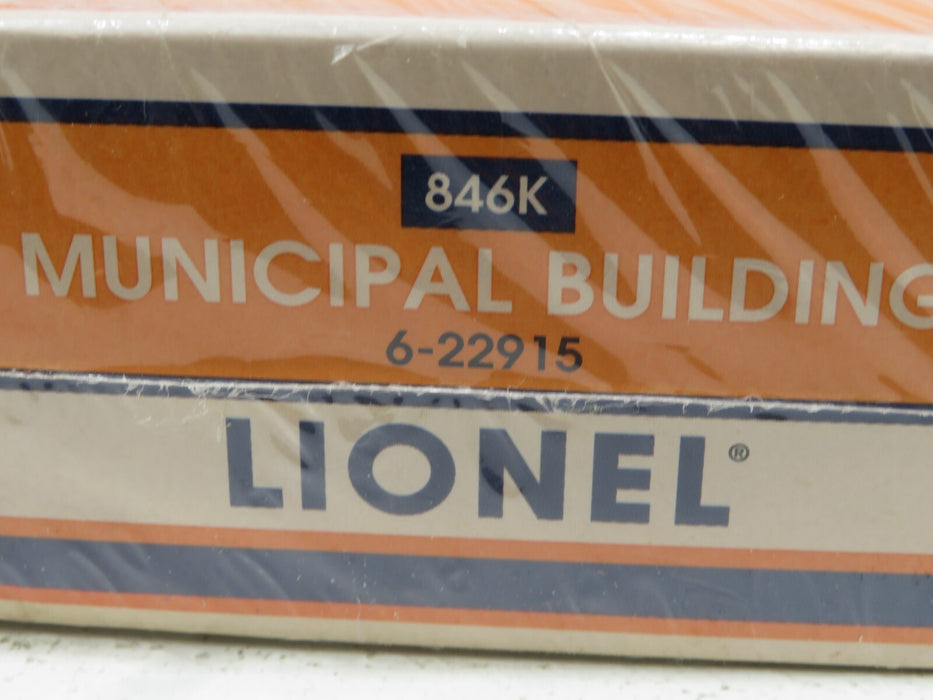 846K
MUNICIPAL BUILDING
6-22915
LIONEL®